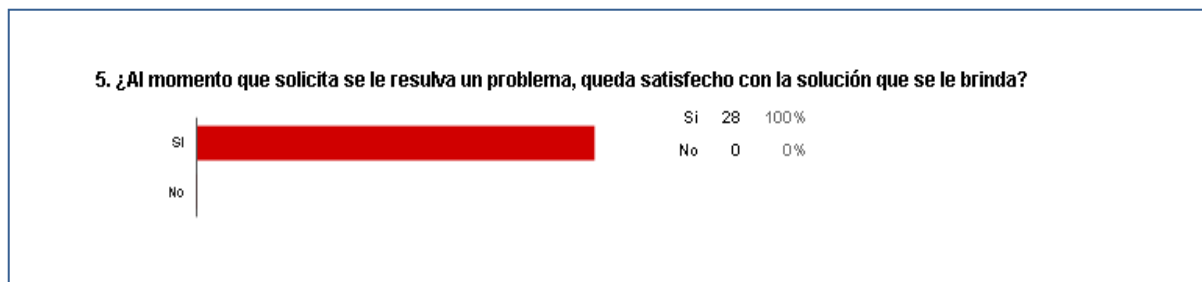 5. ¿Al momento que solicita se le resulva un problema, queda satisfecho con la solución que se le brinda?
Si
No
Si 28 100%
No 0 0%